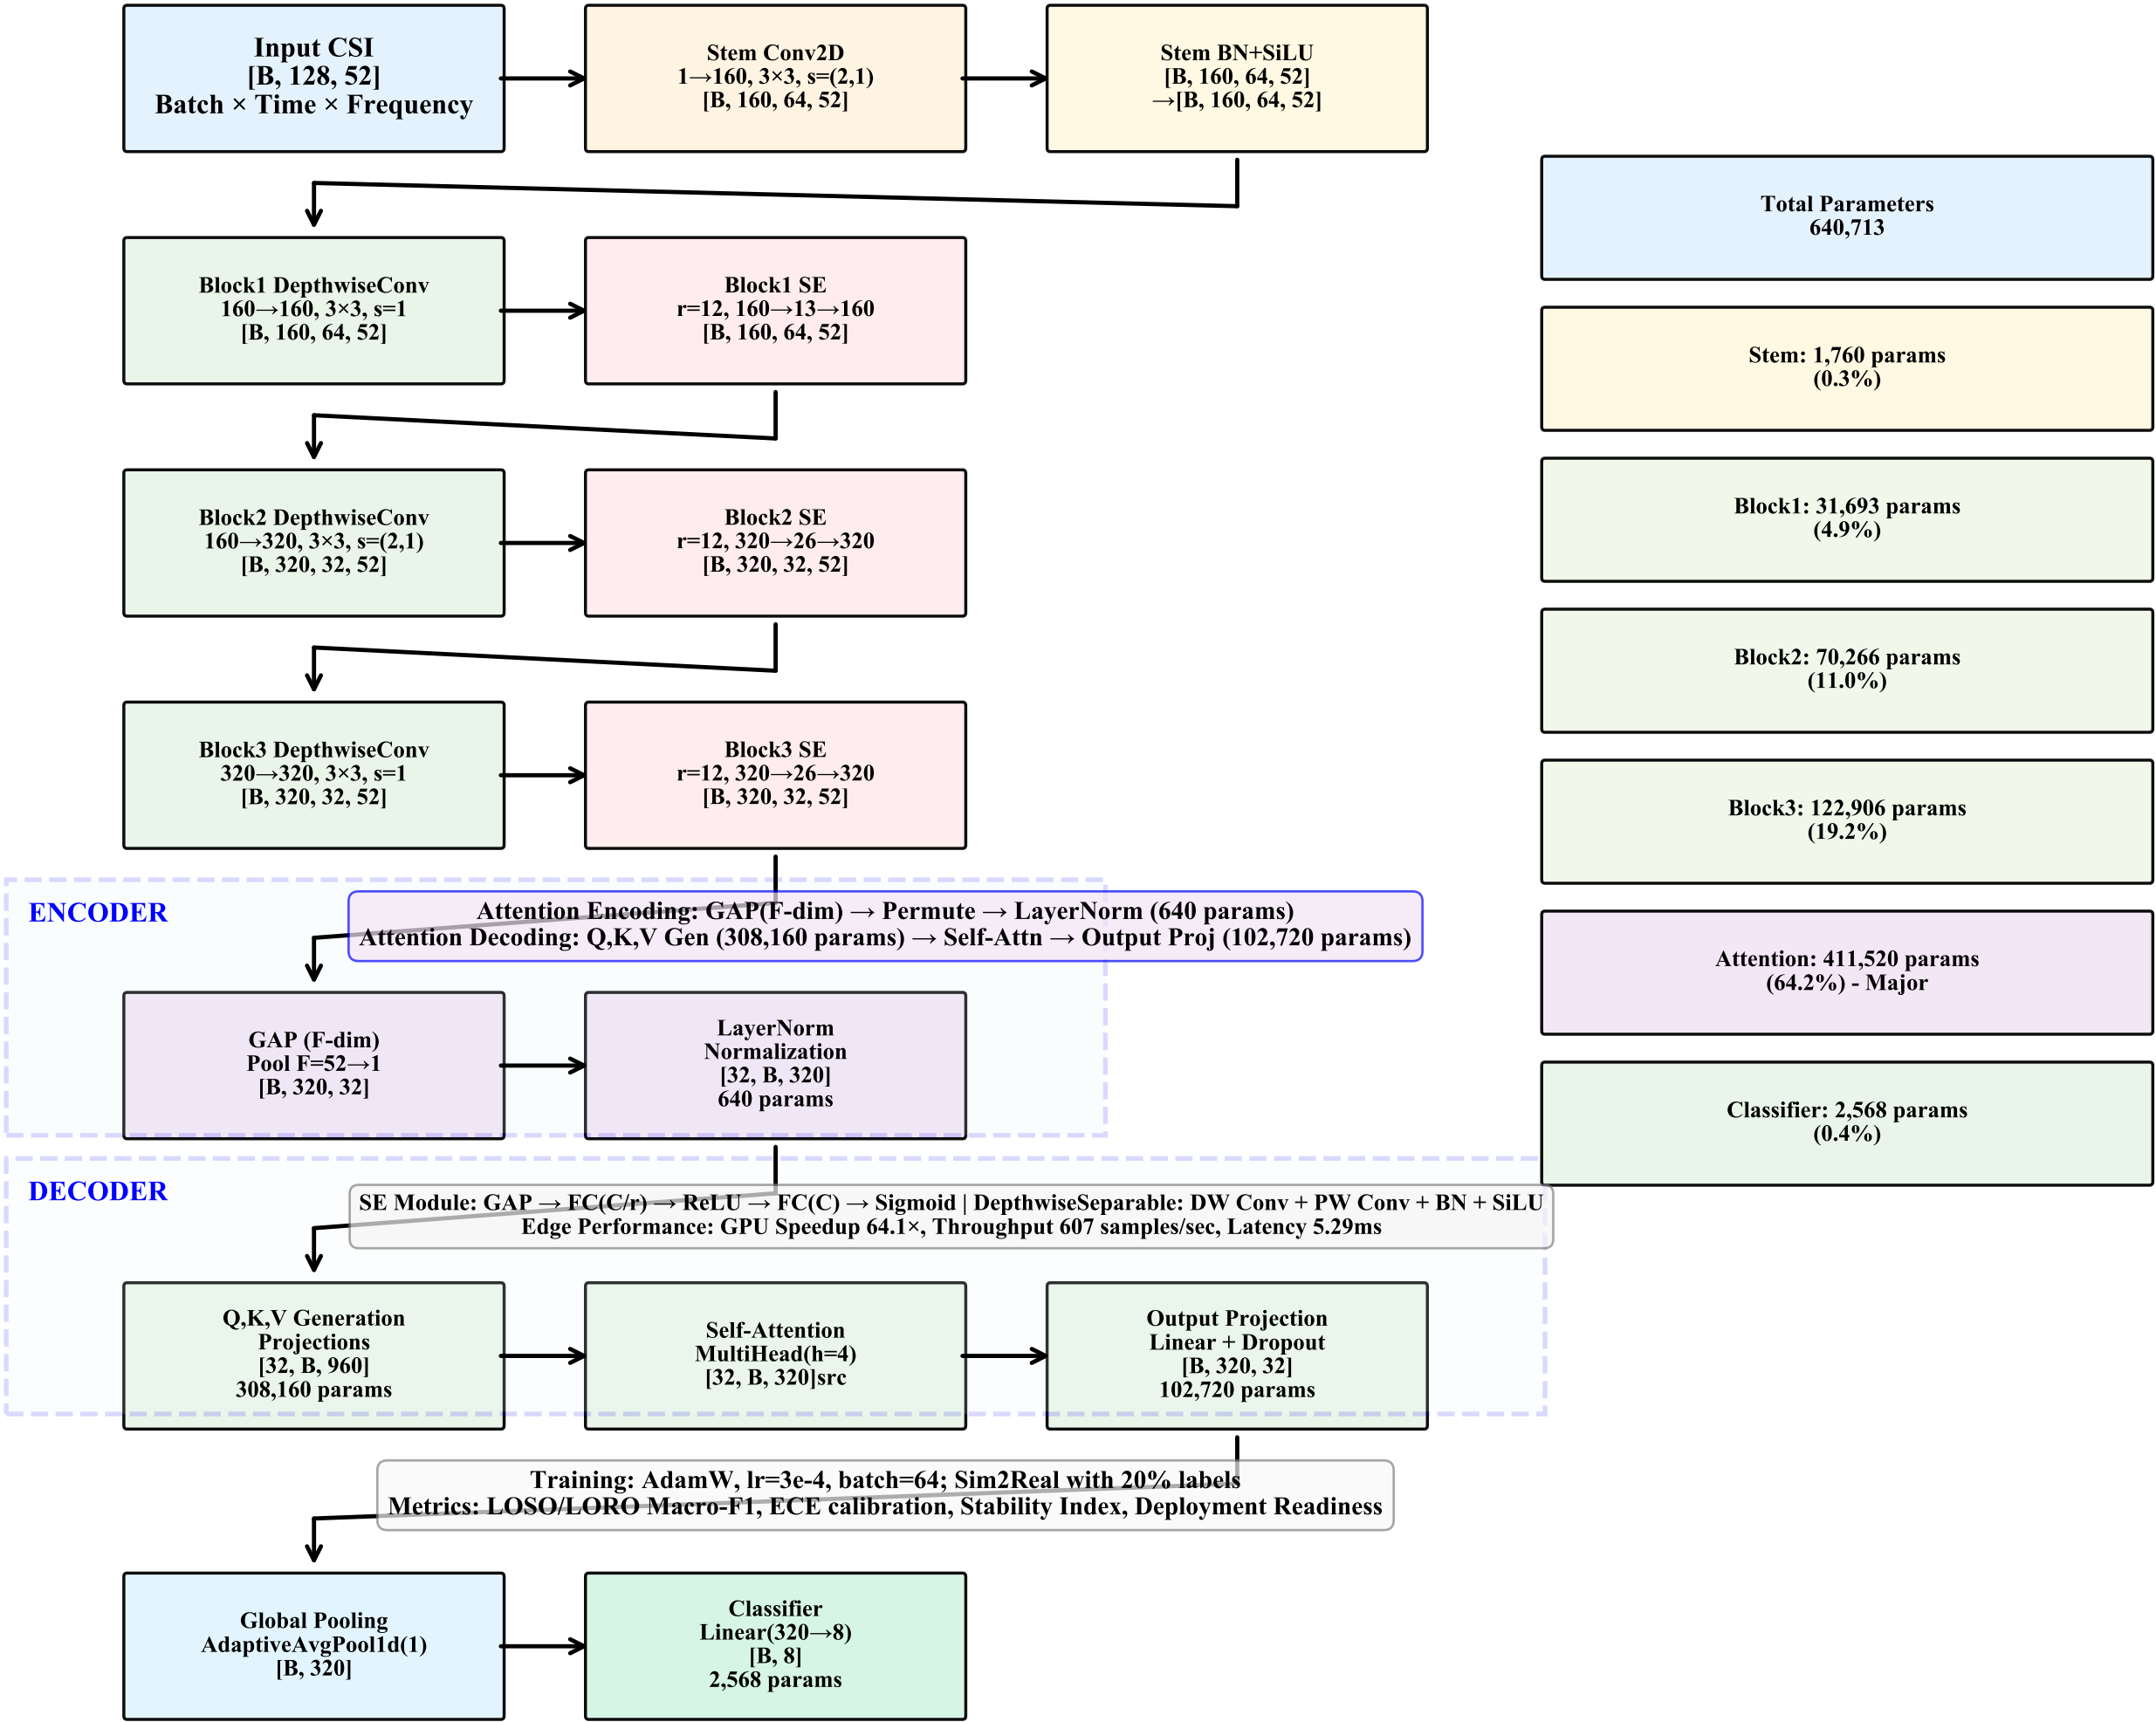 Input CSI
[B, 128, 52]
Batch × Time × Frequency
Stem Conv2D
1→160, 3×3, s=(2,1)
[B, 160, 64, 52]
Stem BN+SiLU
[B, 160, 64, 52]
→[B, 160, 64, 52]
Block1 DepthwiseConv
160→160, 3×3, s=1
[B, 160, 64, 52]
Block1 SE
r=12, 160→13→160
[B, 160, 64, 52]
Block2 DepthwiseConv
160→320, 3×3, s=(2,1)
[B, 320, 32, 52]
Block2 SE
r=12, 320→26→320
[B, 320, 32, 52]
Block3 DepthwiseConv
320→320, 3×3, s=1
[B, 320, 32, 52]
Block3 SE
r=12, 320→26→320
[B, 320, 32, 52]
ENCODER
Attention Encoding: GAP(F-dim) → Permute → LayerNorm (640 params)
Attention Decoding: Q,K,V Gen (308,160 params) → Self-Attn → Output Proj (102,720 params)
GAP (F-dim)
Pool F=52→1
[B, 320, 32]
LayerNorm
Normalization
[32, B, 320]
640 params
DECODER
SE Module: GAP → FC(C/r) → ReLU → FC(C) → Sigmoid | DepthwiseSeparable: DW Conv + PW Conv + BN + SiLU
Edge Performance: GPU Speedup 64.1×, Throughput 607 samples/sec, Latency 5.29ms
Q,K,V Generation
Projections
[32, B, 960]
308,160 params
Self-Attention
MultiHead(h=4)
[32, B, 320]src
Output Projection
Linear + Dropout
[B, 320, 32]
102,720 params
Training: AdamW, lr=3e-4, batch=64; Sim2Real with 20% labels
Metrics: LOSO/LORO Macro-F1, ECE calibration, Stability Index, Deployment Readiness
Global Pooling
AdaptiveAvgPool1d(1)
[B, 320]
Classifier
Linear(320→8)
[B, 8]
2,568 params
Total Parameters
640,713
Stem: 1,760 params
(0.3%)
Block1: 31,693 params
(4.9%)
Block2: 70,266 params
(11.0%)
Block3: 122,906 params
(19.2%)
Attention: 411,520 params
(64.2%) - Major
Classifier: 2,568 params
(0.4%)